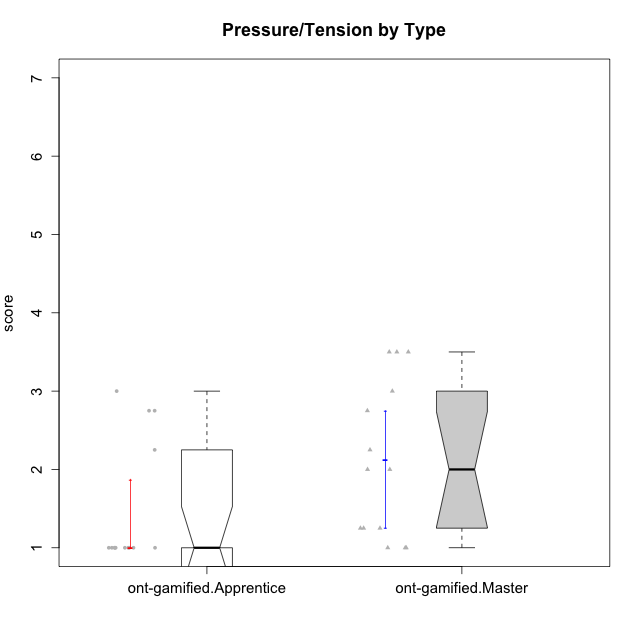 Pressure/Tension by Type
score
7
6
5
4
3
2
1
ont-gamified.Apprentice
ont-gamified.Master